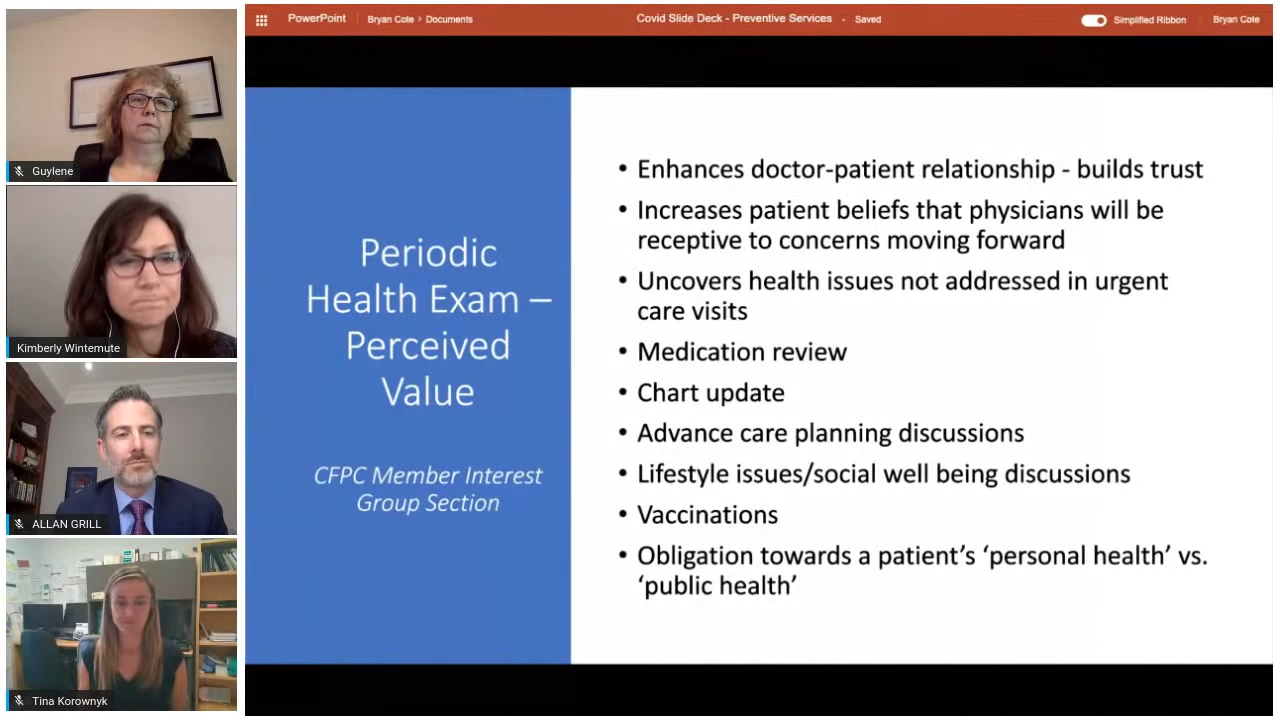 PowerPoint
Bryan Cote > Documents
Covid Slide Deck - Preventive Services - Saved
Simplified Ribbon
Bryan Cote
Guylene
Kimberly Wintemute
ALLAN GRILL
Tina Korownyk
Periodic
Health Exam –
Perceived
Value
CFPC Member Interest
Group Section
• Enhances doctor-patient relationship - builds trust
• Increases patient beliefs that physicians will be
receptive to concerns moving forward
• Uncovers health issues not addressed in urgent
care visits
• Medication review
• Chart update
• Advance care planning discussions
• Lifestyle issues/social well being discussions
• Vaccinations
• Obligation towards a patient's 'personal health' vs.
'public health'